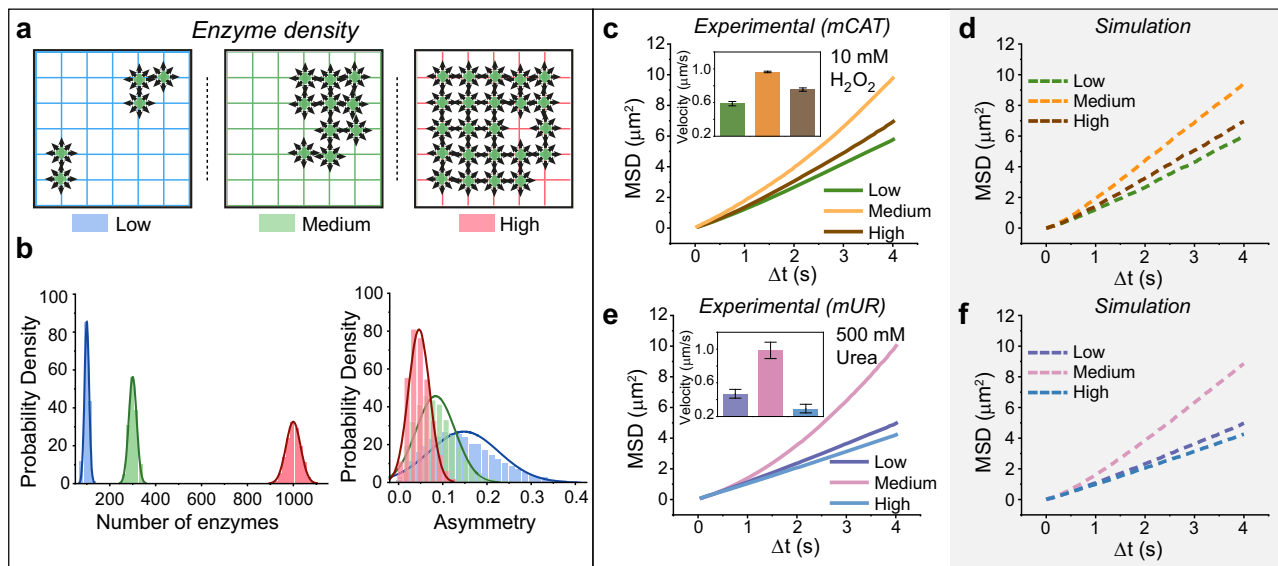 a
Enzyme density
Low
Medium
High
b
Probability Density
100
80
60
40
20
0
200 400 600 800 1000
Number of enzymes
Probability Density
100
80
60
40
20
0
0.0 0.1 0.2 0.3 0.4
Asymmetry
c
Experimental (mCAT)
MSD (μm²)
12
10
8
6
4
2
0
0 1 2 3 4
Δt (s)
Velocity (μm/s)
1.0
0.6
0.2
10 mM
H₂O₂
Low
Medium
High
d
Simulation
MSD (μm²)
12
10
8
6
4
2
0
0 1 2 3 4
Δt (s)
Low
Medium
High
e
Experimental (mUR)
MSD (μm²)
12
10
8
6
4
2
0
0 1 2 3 4
Δt (s)
Velocity (μm/s)
1.0
0.6
0.2
500 mM
Urea
Low
Medium
High
f
Simulation
MSD (μm²)
12
10
8
6
4
2
0
0 1 2 3 4
Δt (s)
Low
Medium
High